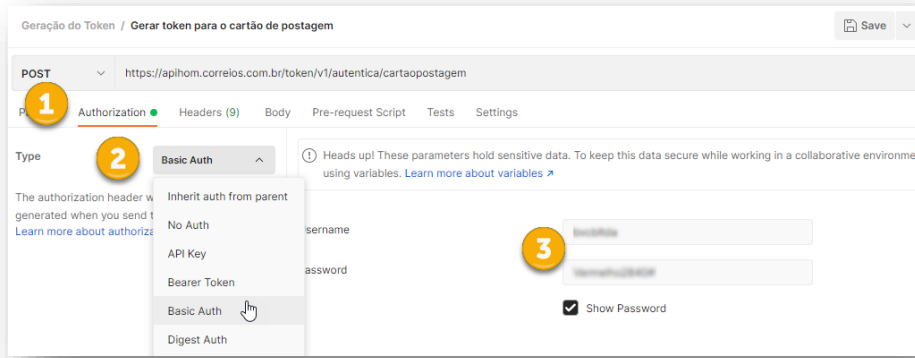 Geração do Token / Gerar token para o cartão de postagem
Save
POST
https://apihom.correios.com.br/token/v1/autentica/cartaopostagem
1
Authorization
Headers (9)
Body
Pre-request Script
Tests
Settings
Type
2
Basic Auth
Heads up! These parameters hold sensitive data. To keep this data secure while working in a collaborative environme
using variables. Learn more about variables ↗
The authorization header w
generated when you send t
Learn more about authoriza
Inherit auth from parent
No Auth
API Key
Bearer Token
Basic Auth
Digest Auth
sername
3
assword
Show Password